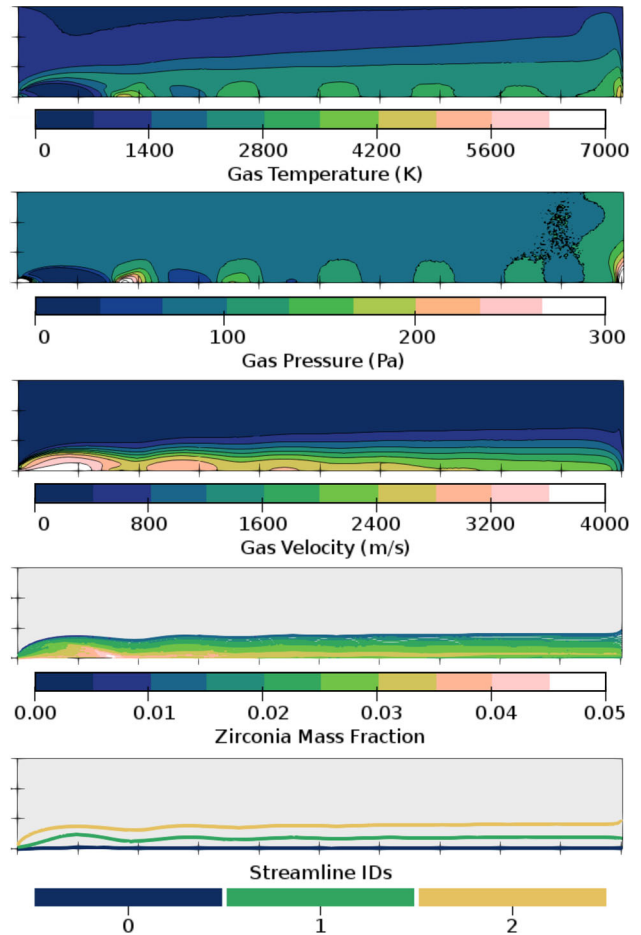 0 1400 2800 4200 5600 7000
Gas Temperature (K)
0 100 200 300
Gas Pressure (Pa)
0 800 1600 2400 3200 4000
Gas Velocity (m/s)
0.00 0.01 0.02 0.03 0.04 0.05
Zirconia Mass Fraction
Streamline IDs
0 1 2